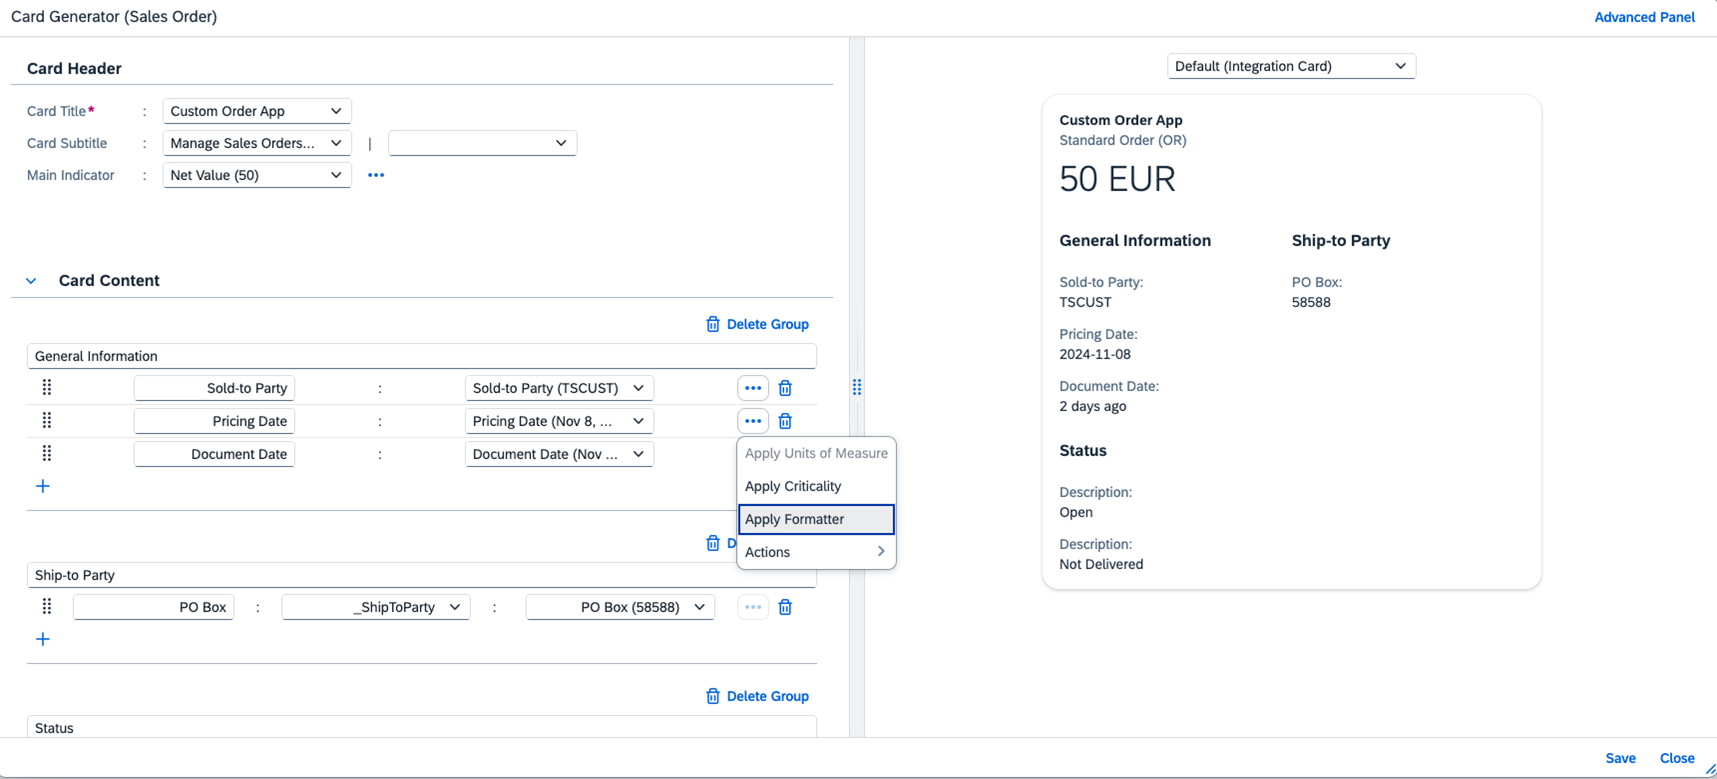 Card Generator (Sales Order)
Advanced Panel
Card Header
Card Title* : Custom Order App
Card Subtitle : Manage Sales Orders... |
Main Indicator : Net Value (50) •••
Card Content
Delete Group
General Information
Sold-to Party : Sold-to Party (TSCUST) •••
Pricing Date : Pricing Date (Nov 8, ... •••
Document Date : Document Date (Nov ...
+
Apply Units of Measure
Apply Criticality
Apply Formatter
Actions
D
Ship-to Party
PO Box : _ShipToParty : PO Box (58588) •••
+
Delete Group
Status
Default (Integration Card)
Custom Order App
Standard Order (OR)
50 EUR
General Information
Sold-to Party:
TSCUST
Pricing Date:
2024-11-08
Document Date:
2 days ago
Ship-to Party
PO Box:
58588
Status
Description:
Open
Description:
Not Delivered
Save
Close